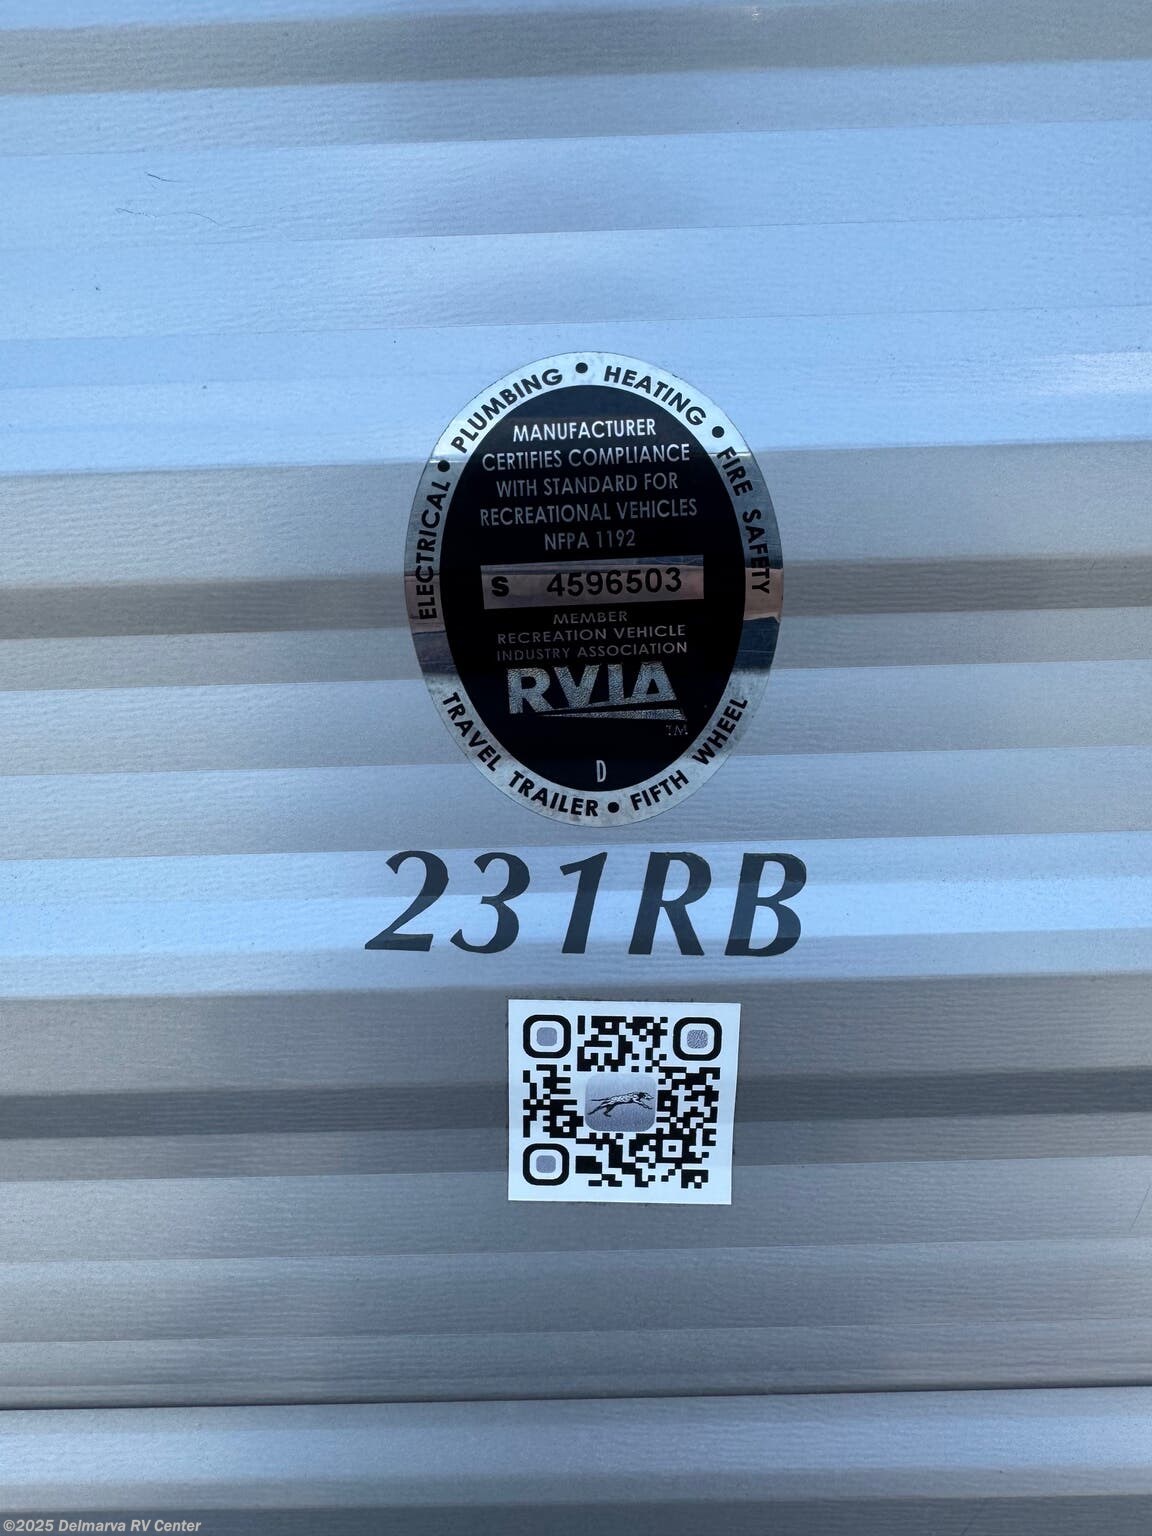 ELECTRICAL • PLUMBING • HEATING • FIRE SAFETY
MANUFACTURER
CERTIFIES COMPLIANCE
WITH STANDARD FOR
RECREATIONAL VEHICLES
NFPA 1192
S 4596503
MEMBER
RECREATION VEHICLE
INDUSTRY ASSOCIATION
RVIA
TM
D
TRAVEL TRAILER • FIFTH WHEEL
231RB
©2025 Delmarva RV Center